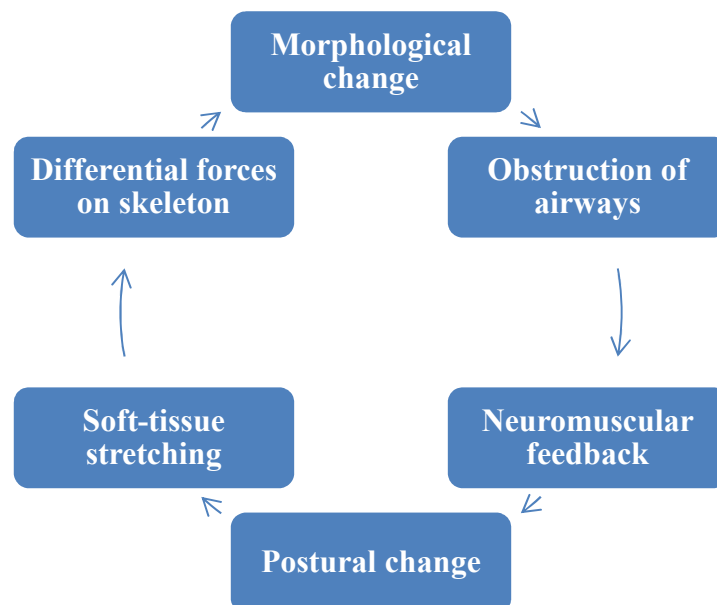 Morphological
change
Obstruction of
airways
Neuromuscular
feedback
Postural change
Soft-tissue
stretching
Differential forces
on skeleton